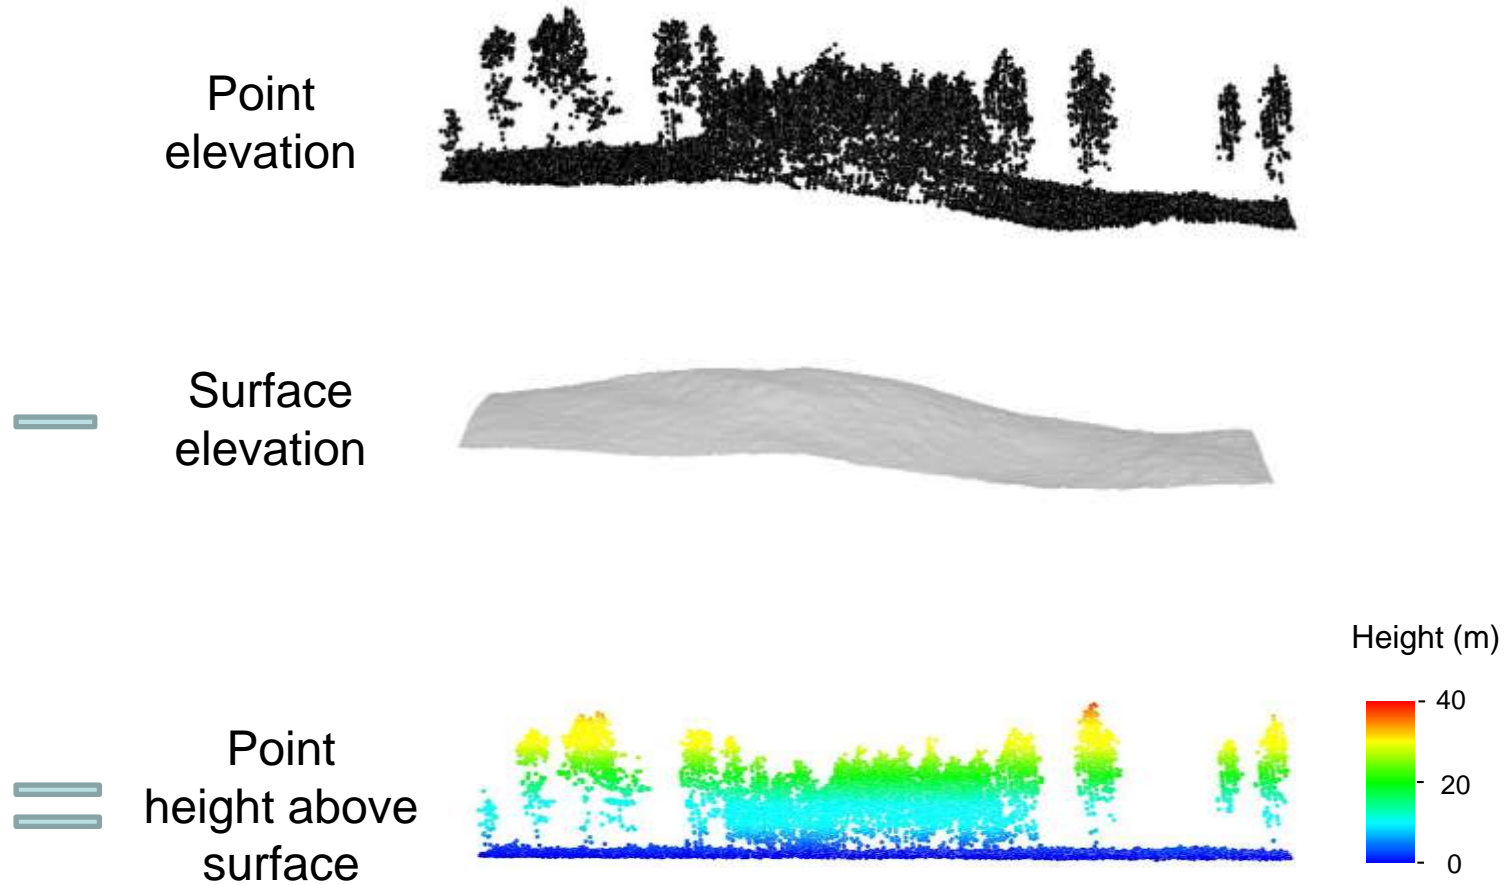 Point
elevation
Surface
elevation
Height (m)
40
20
0
Point
height above
surface